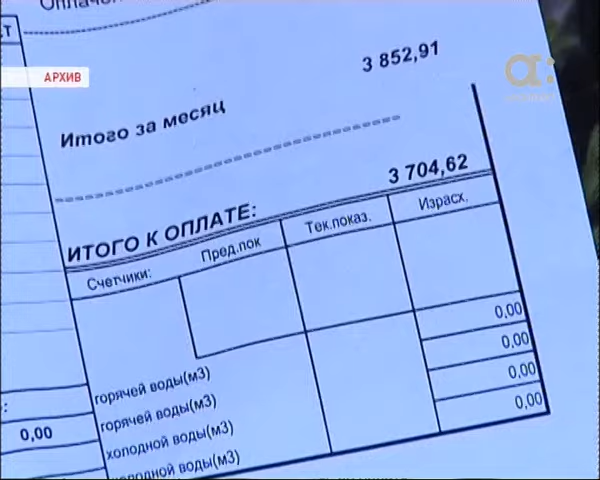 АРХИВ
Итого за месяц 3 852,91
ИТОГО К ОПЛАТЕ: 3 704,62
Счетчики: Пред.пок Тек.показ. Израсх.
0,00
0,00
горячей воды(м3) 0,00
горячей воды(м3) 0,00
холодной воды(м3)
холодной воды(м3)
0,00